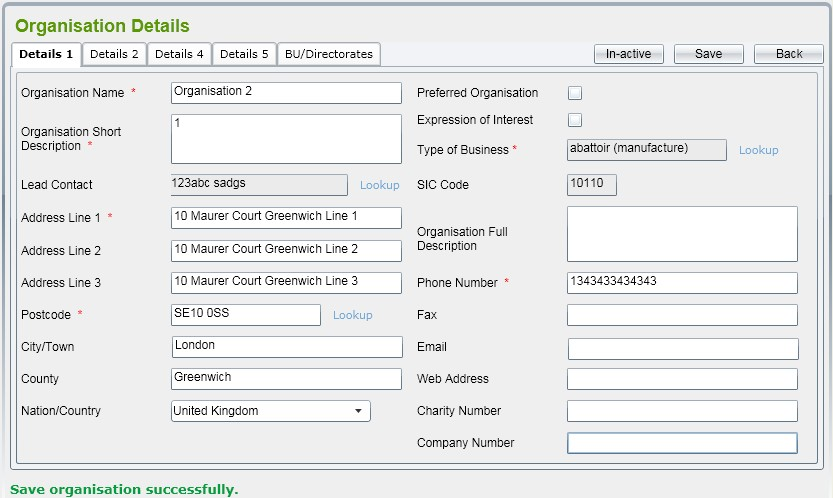 Organisation Details
Details 1 Details 2 Details 4 Details 5 BU/Directorates In-active Save Back
Organisation Name * Organisation 2
Organisation Short
Description * 1
Lead Contact 123abc sadgs Lookup
Address Line 1 * 10 Maurer Court Greenwich Line 1
Address Line 2 10 Maurer Court Greenwich Line 2
Address Line 3 10 Maurer Court Greenwich Line 3
Postcode * SE10 0SS Lookup
City/Town London
County Greenwich
Nation/Country United Kingdom
Preferred Organisation
Expression of Interest
Type of Business * abattoir (manufacture) Lookup
SIC Code 10110
Organisation Full
Description
Phone Number * 1343433434343
Fax
Email
Web Address
Charity Number
Company Number
Save organisation successfully.